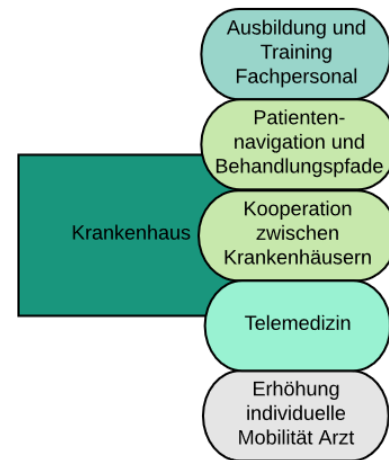 Ausbildung und
Training
Fachpersonal
Patienten-
navigation und
Behandlungspfade
Krankenhaus
Kooperation
zwischen
Krankenhäusern
Telemedizin
Erhöhung
individuelle
Mobilität Arzt